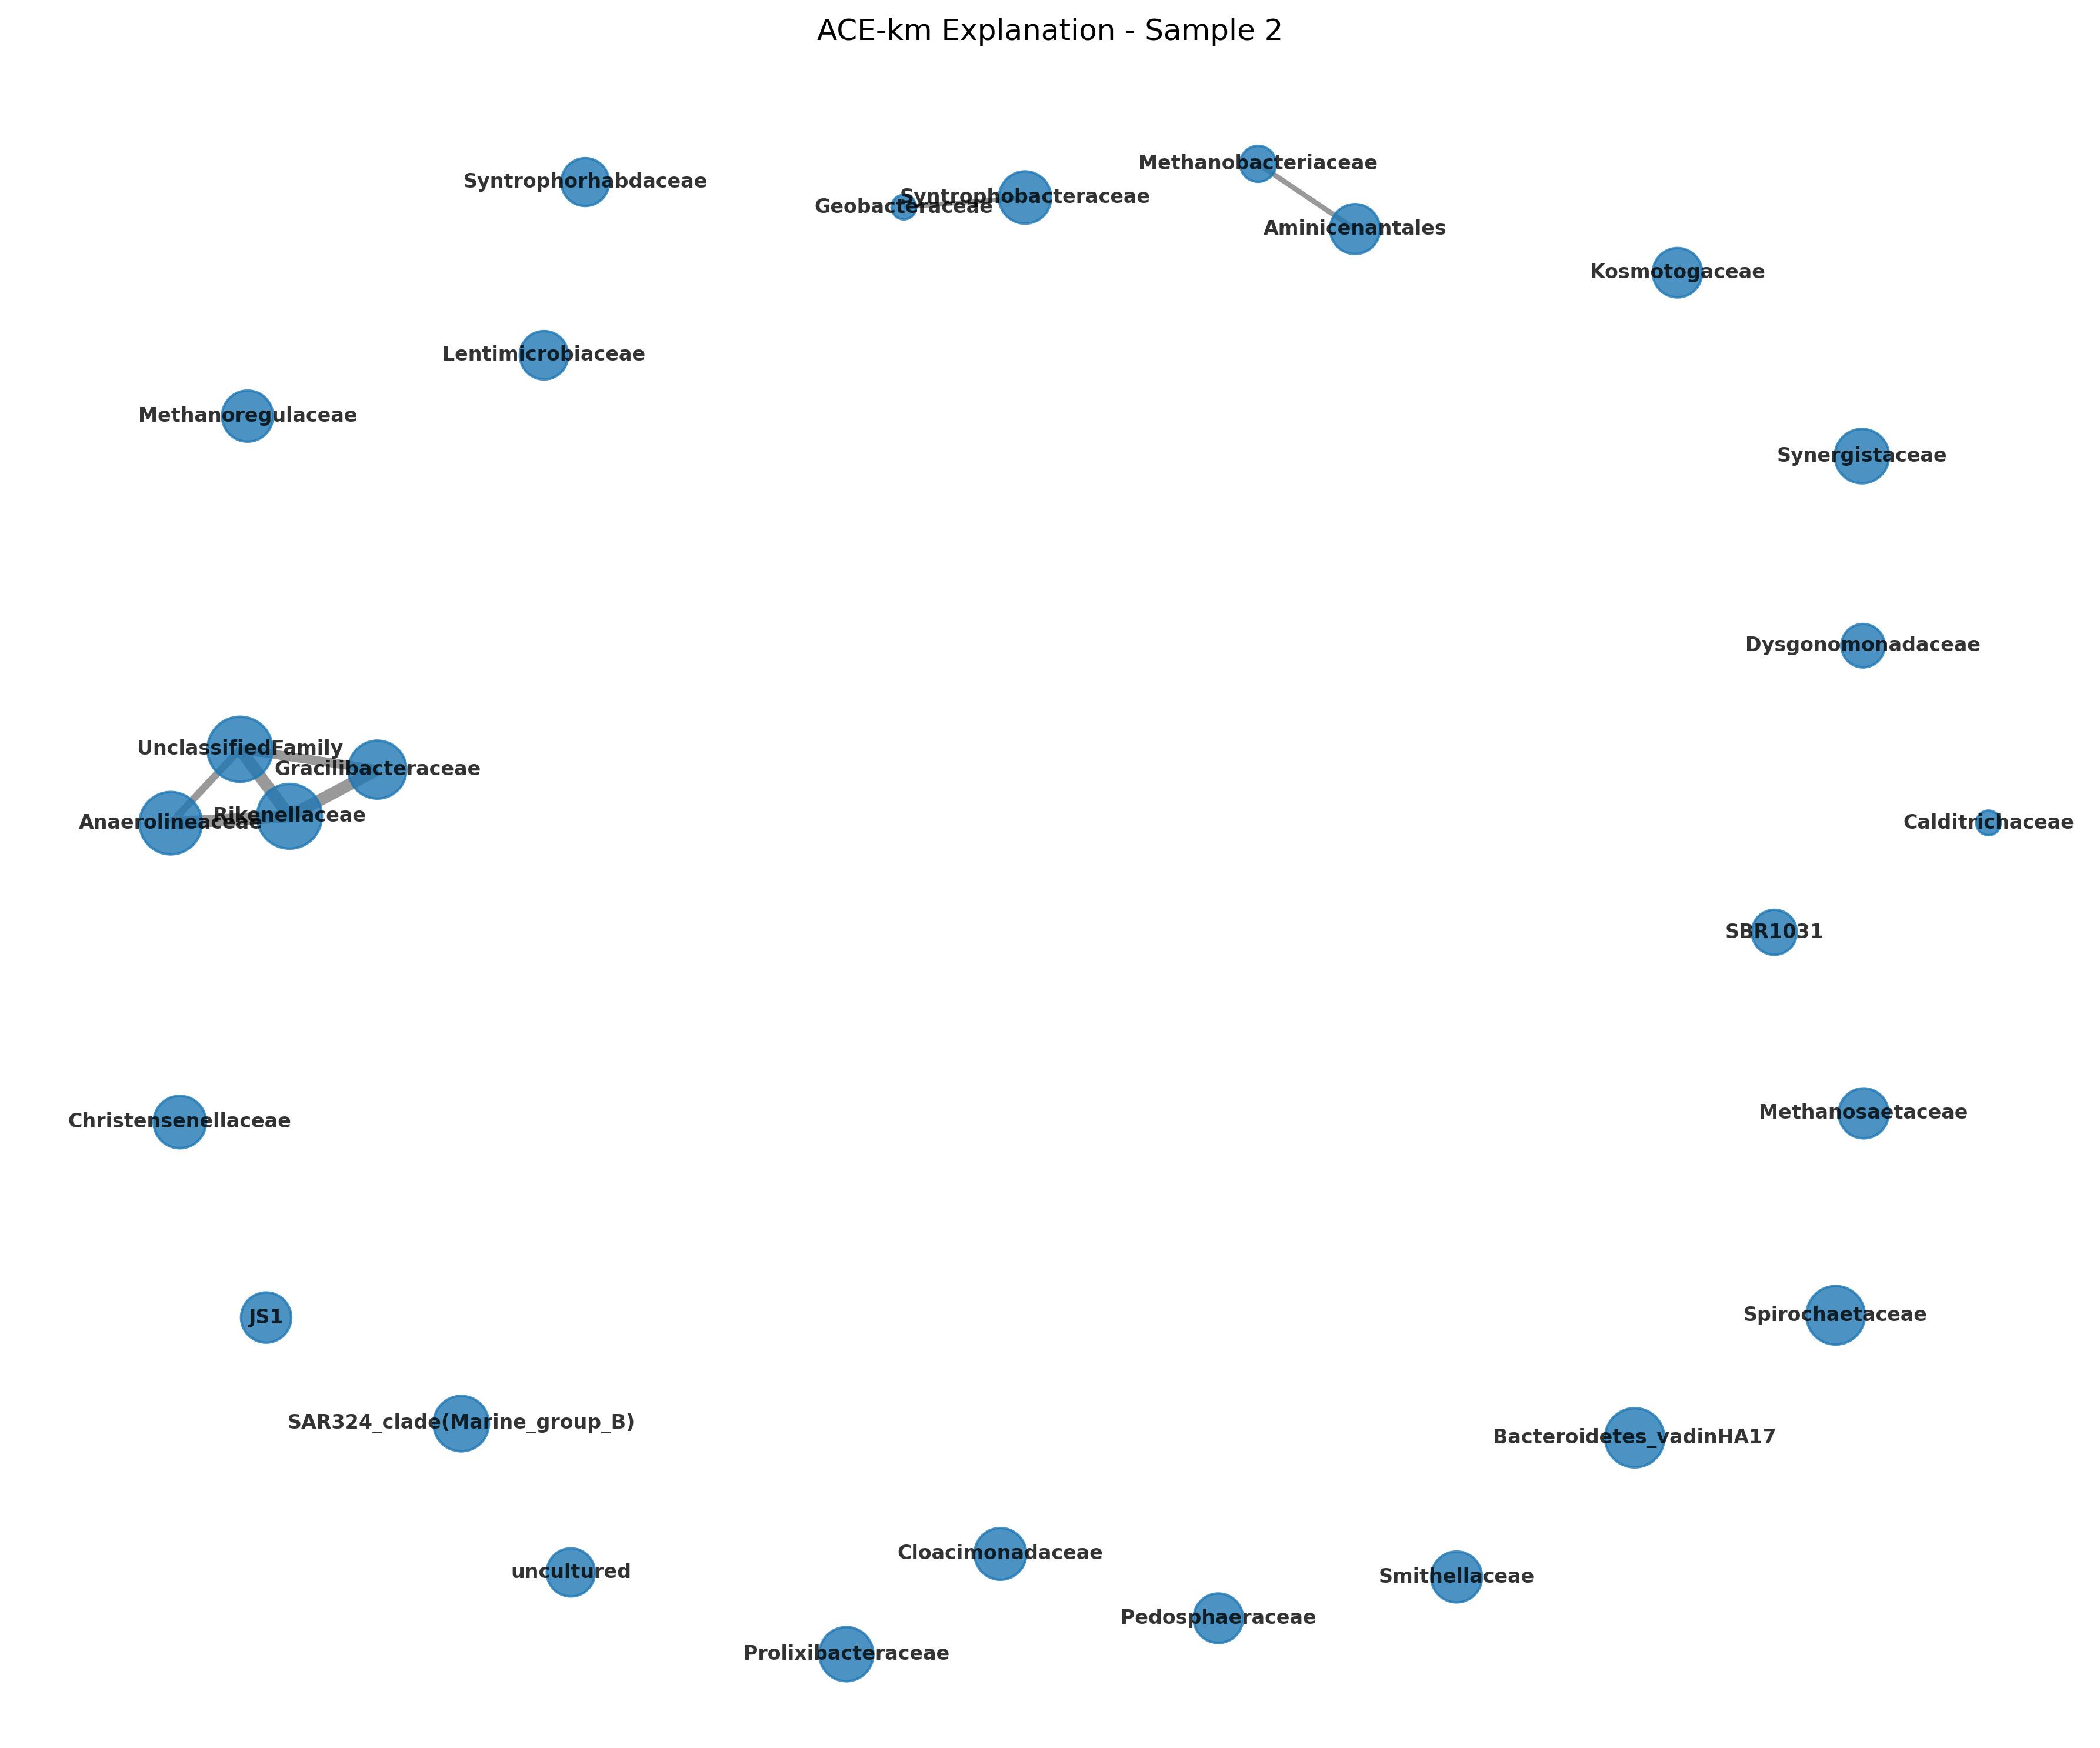 ACE-km Explanation - Sample 2
Methanobacteriaceae
Syntrophorhabdaceae
Syntrophobacteraceae
Geobacteraceae
Aminicenantales
Kosmotogaceae
Lentimicrobiaceae
Methanoregulaceae
Synergistaceae
Dysgonomonadaceae
UnclassifiedFamily
Gracilibacteraceae
Rikenellaceae
Anaerolineaceae
Calditrichaceae
SBR1031
Methanosaetaceae
Christensenellaceae
Spirochaetaceae
JS1
SAR324_clade(Marine_group_B)
Bacteroidetes_vadinHA17
Cloacimonadaceae
uncultured
Smithellaceae
Pedosphaeraceae
Prolixibacteraceae